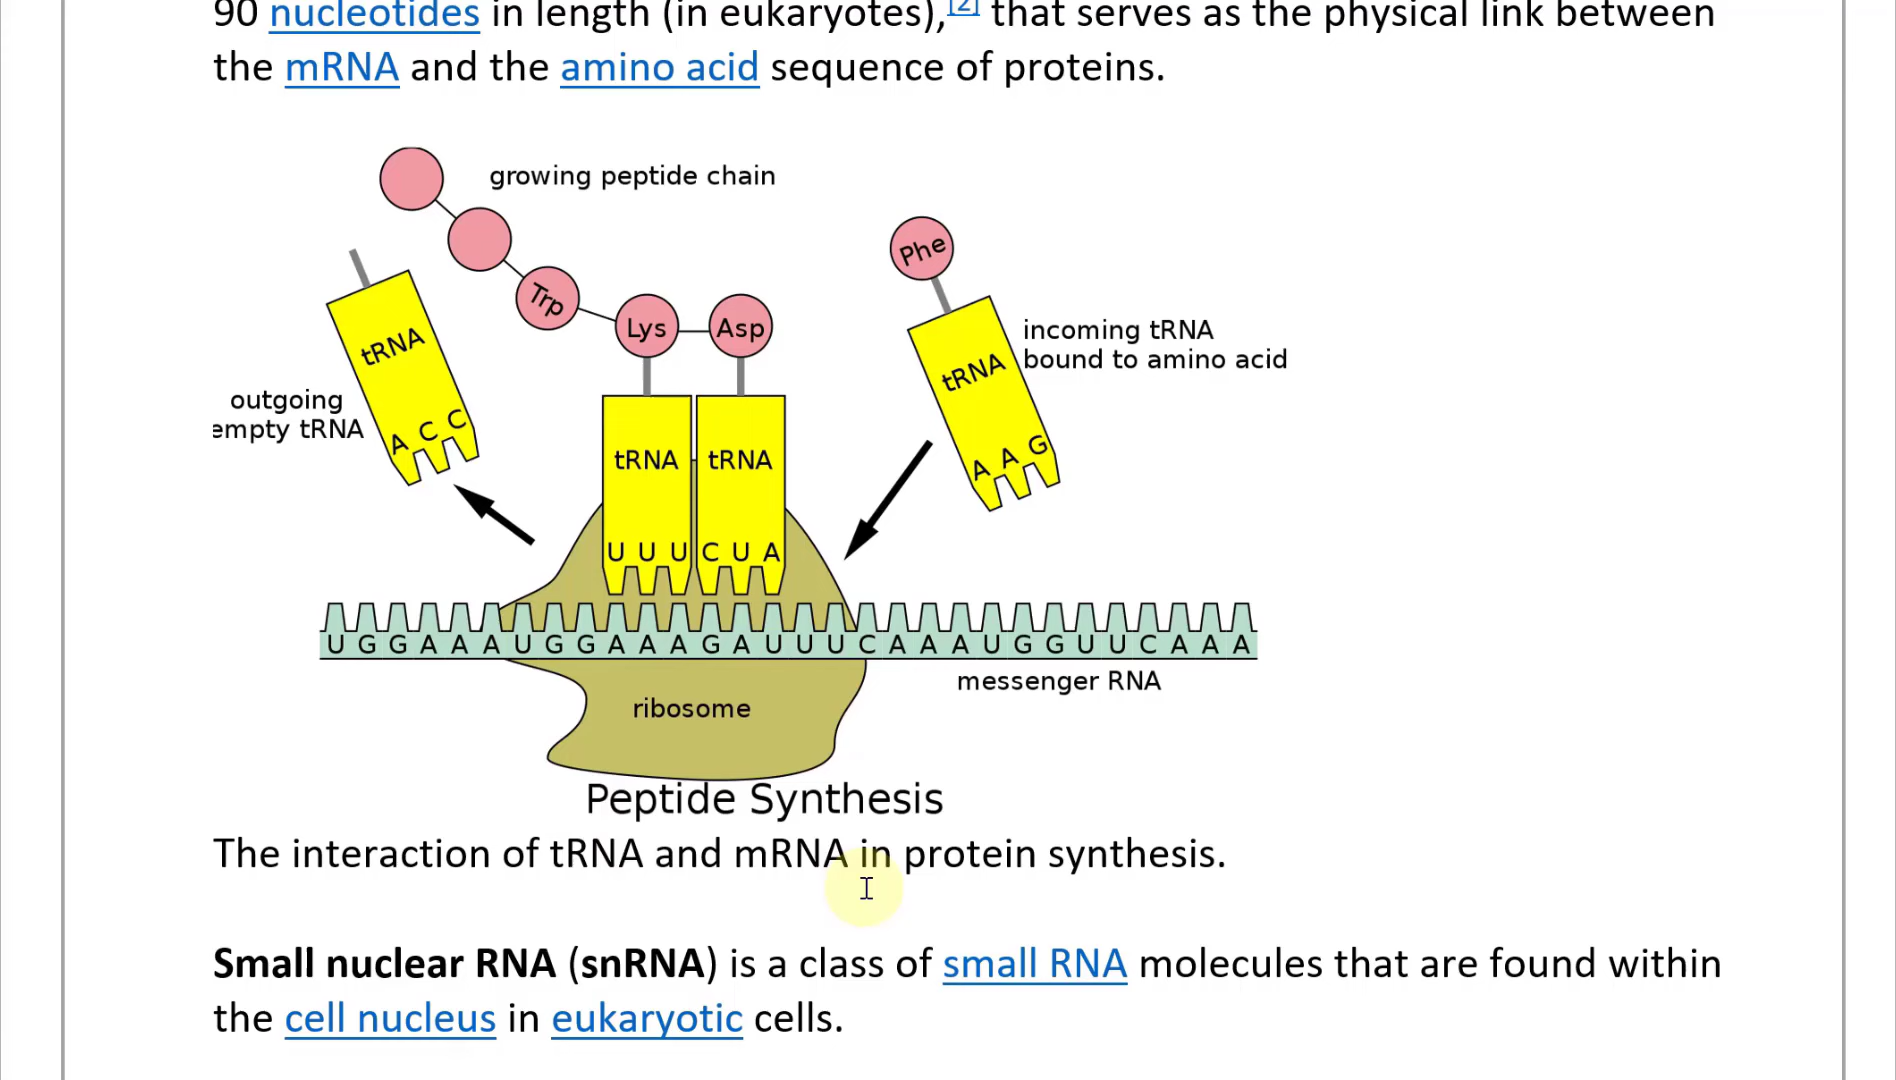 90 nucleotides in length (in eukaryotes),[2] that serves as the physical link between
the mRNA and the amino acid sequence of proteins.
growing peptide chain
Phe
Trp
Lys
Asp
tRNA
incoming tRNA
bound to amino acid
tRNA
outgoing
empty tRNA
A C C
A A G
tRNA
tRNA
U U U
C U A
U G G A A A U G G A A A G A U U U C A A A U G G U U C A A A
messenger RNA
ribosome
Peptide Synthesis
The interaction of tRNA and mRNA in protein synthesis.
Small nuclear RNA (snRNA) is a class of small RNA molecules that are found within
the cell nucleus in eukaryotic cells.